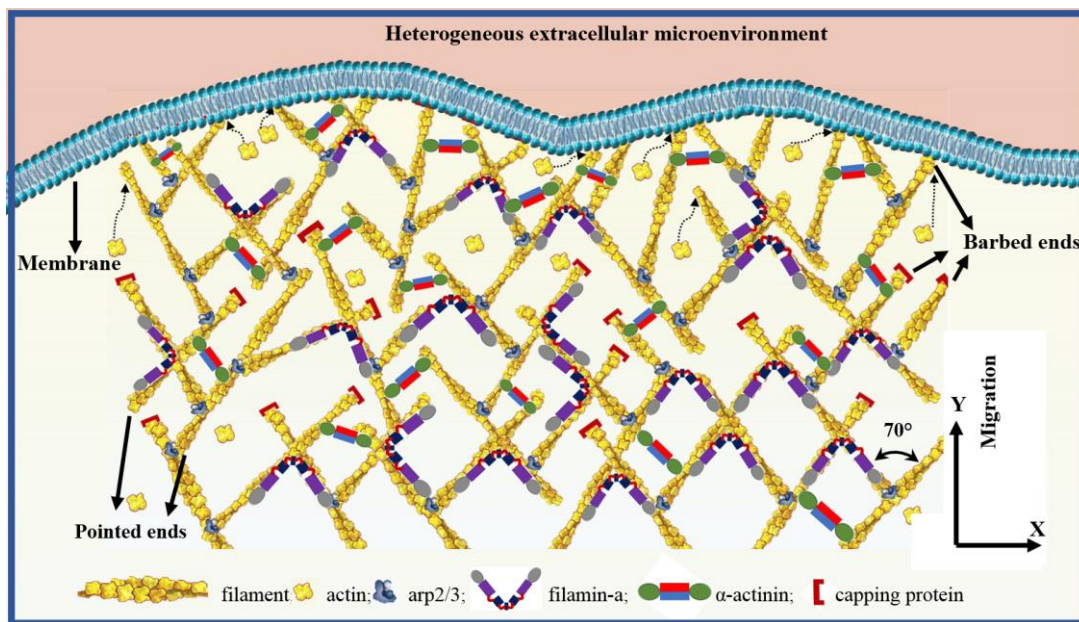 Heterogeneous extracellular microenvironment
Membrane
Barbed ends
Migration
Y
70°
X
Pointed ends
filament; actin; arp2/3; filamin-a; α-actinin; capping protein